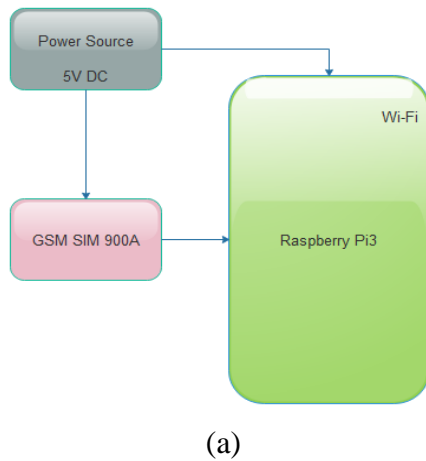 Power Source
5V DC
Wi-Fi
GSM SIM 900A
Raspberry Pi3
(a)